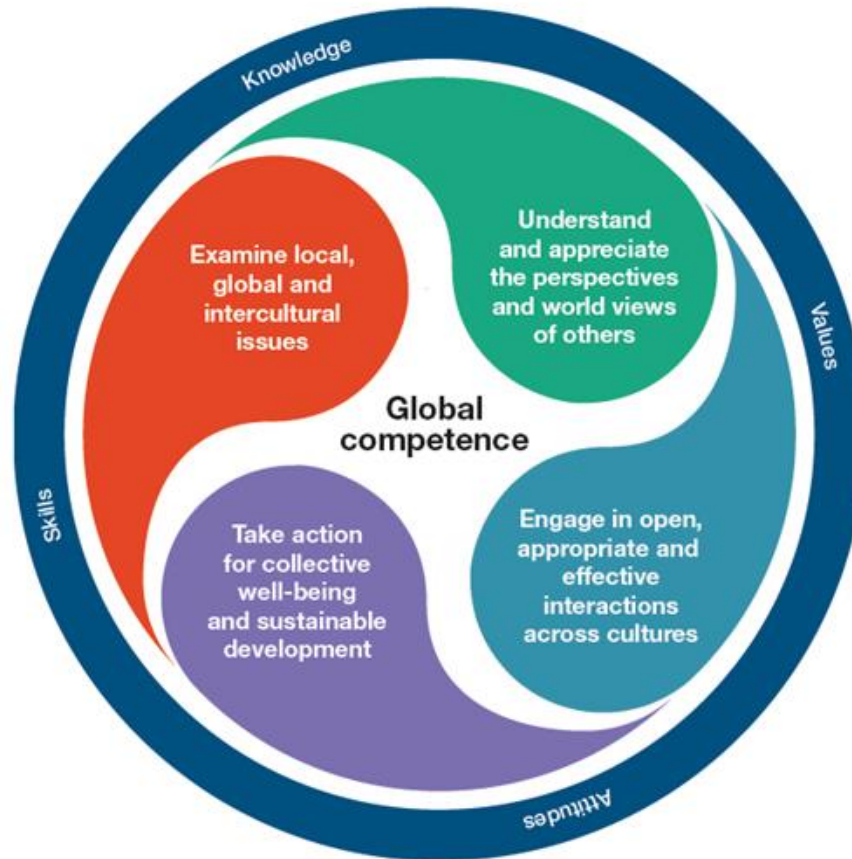 Knowledge
Values
Attitudes
Skills
Examine local,
global and
intercultural
issues
Understand
and appreciate
the perspectives
and world views
of others
Global
competence
Take action
for collective
well-being
and sustainable
development
Engage in open,
appropriate and
effective
interactions
across cultures